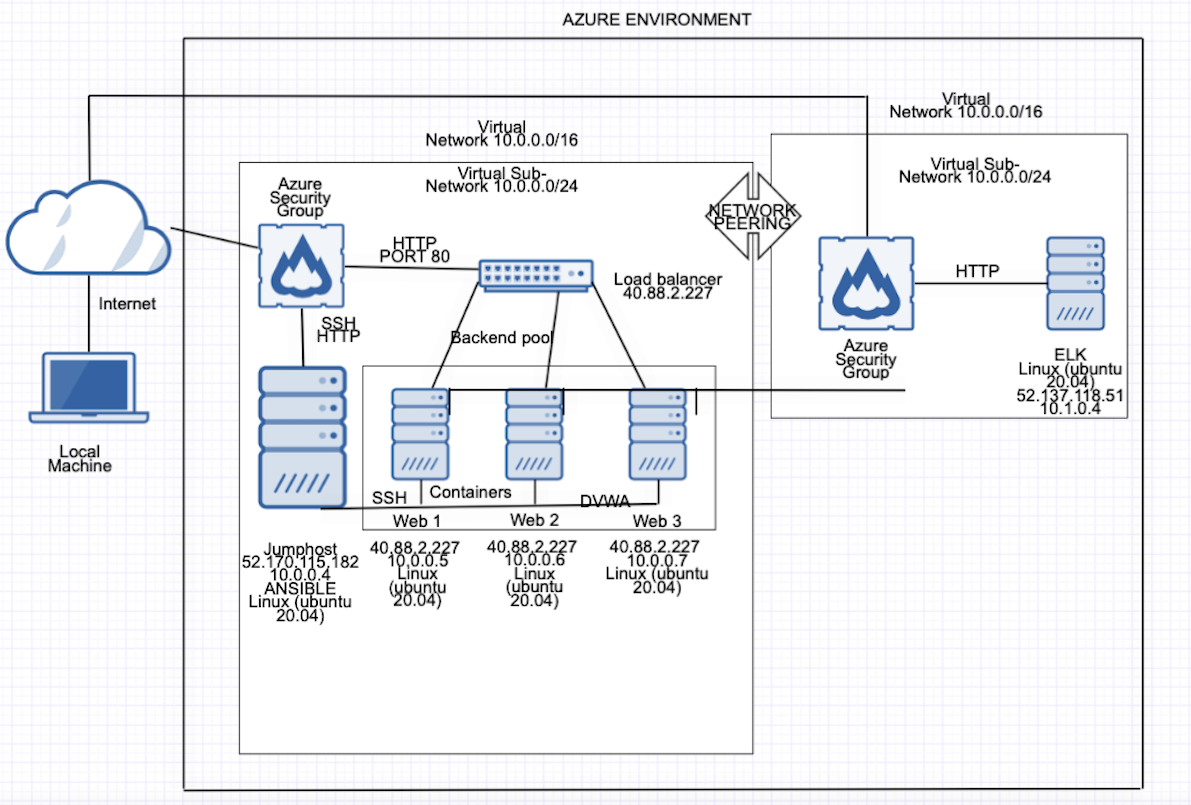 AZURE ENVIRONMENT
Virtual
Network 10.0.0.0/16
Virtual
Network 10.0.0.0/16
Virtual Sub-
Network 10.0.0.0/24
Virtual Sub-
Network 10.0.0.0/24
Azure
Security
Group
NETWORK
PEERING
HTTP
PORT 80
Load balancer
40.88.2.227
HTTP
Internet
SSH
HTTP
Backend pool
Azure
Security
Group
ELK
Linux (ubuntu
20.04)
52.137.118.51
10.1.0.4
Local
Machine
SSH
Containers
DVWA
Web 1
Web 2
Web 3
Jumphost
52.170.115.182
10.0.0.4
ANSIBLE
Linux (ubuntu
20.04)
40.88.2.227
10.0.0.5
Linux
(ubuntu
20.04)
40.88.2.227
10.0.0.6
Linux
(ubuntu
20.04)
40.88.2.227
10.0.0.7
Linux (ubuntu
20.04)